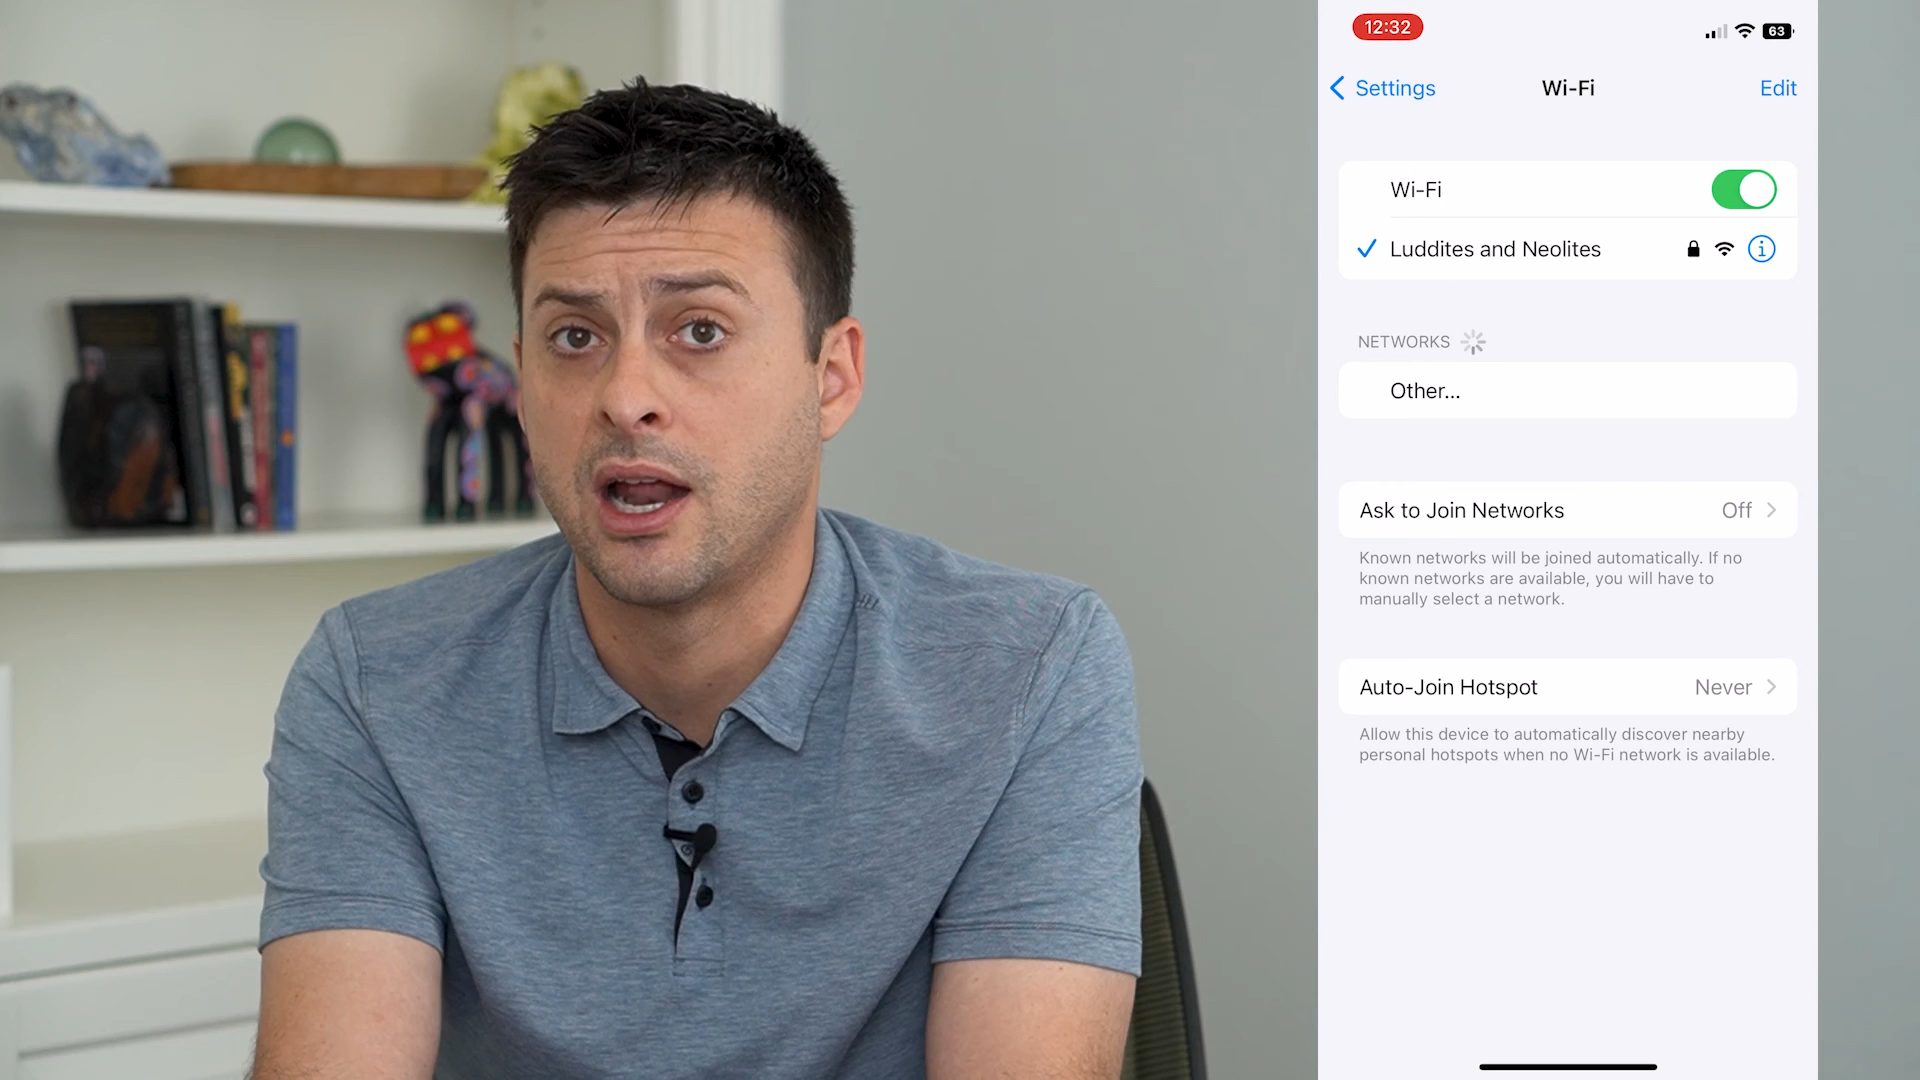 12:32
63
Settings
Wi-Fi
Edit
Wi-Fi
Luddites and Neolites
NETWORKS
Other...
Ask to Join Networks
Off
Known networks will be joined automatically. If no
known networks are available, you will have to
manually select a network.
Auto-Join Hotspot
Never
Allow this device to automatically discover nearby
personal hotspots when no Wi-Fi network is available.